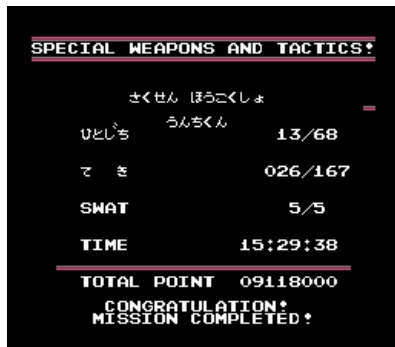 SPECIAL WEAPONS AND TACTICS!
さくせん ほうこくしょ
うんちくん
ひとじち 13/68
てき 026/167
SWAT 5/5
TIME 15:29:38
TOTAL POINT 09118000
CONGRATULATION!
MISSION COMPLETED!